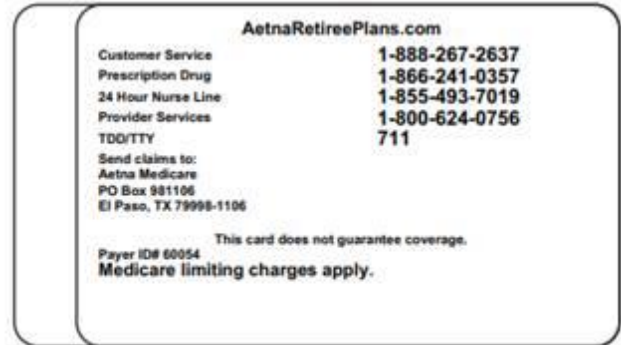 AetnaRetireePlans.com
Customer Service 1-888-267-2637
Prescription Drug 1-866-241-0357
24 Hour Nurse Line 1-855-493-7019
Provider Services 1-800-624-0756
TDD/TTY 711
Send claims to:
Aetna Medicare
PO Box 981106
El Paso, TX 79998-1106
This card does not guarantee coverage.
Payer ID# 60054
Medicare limiting charges apply.